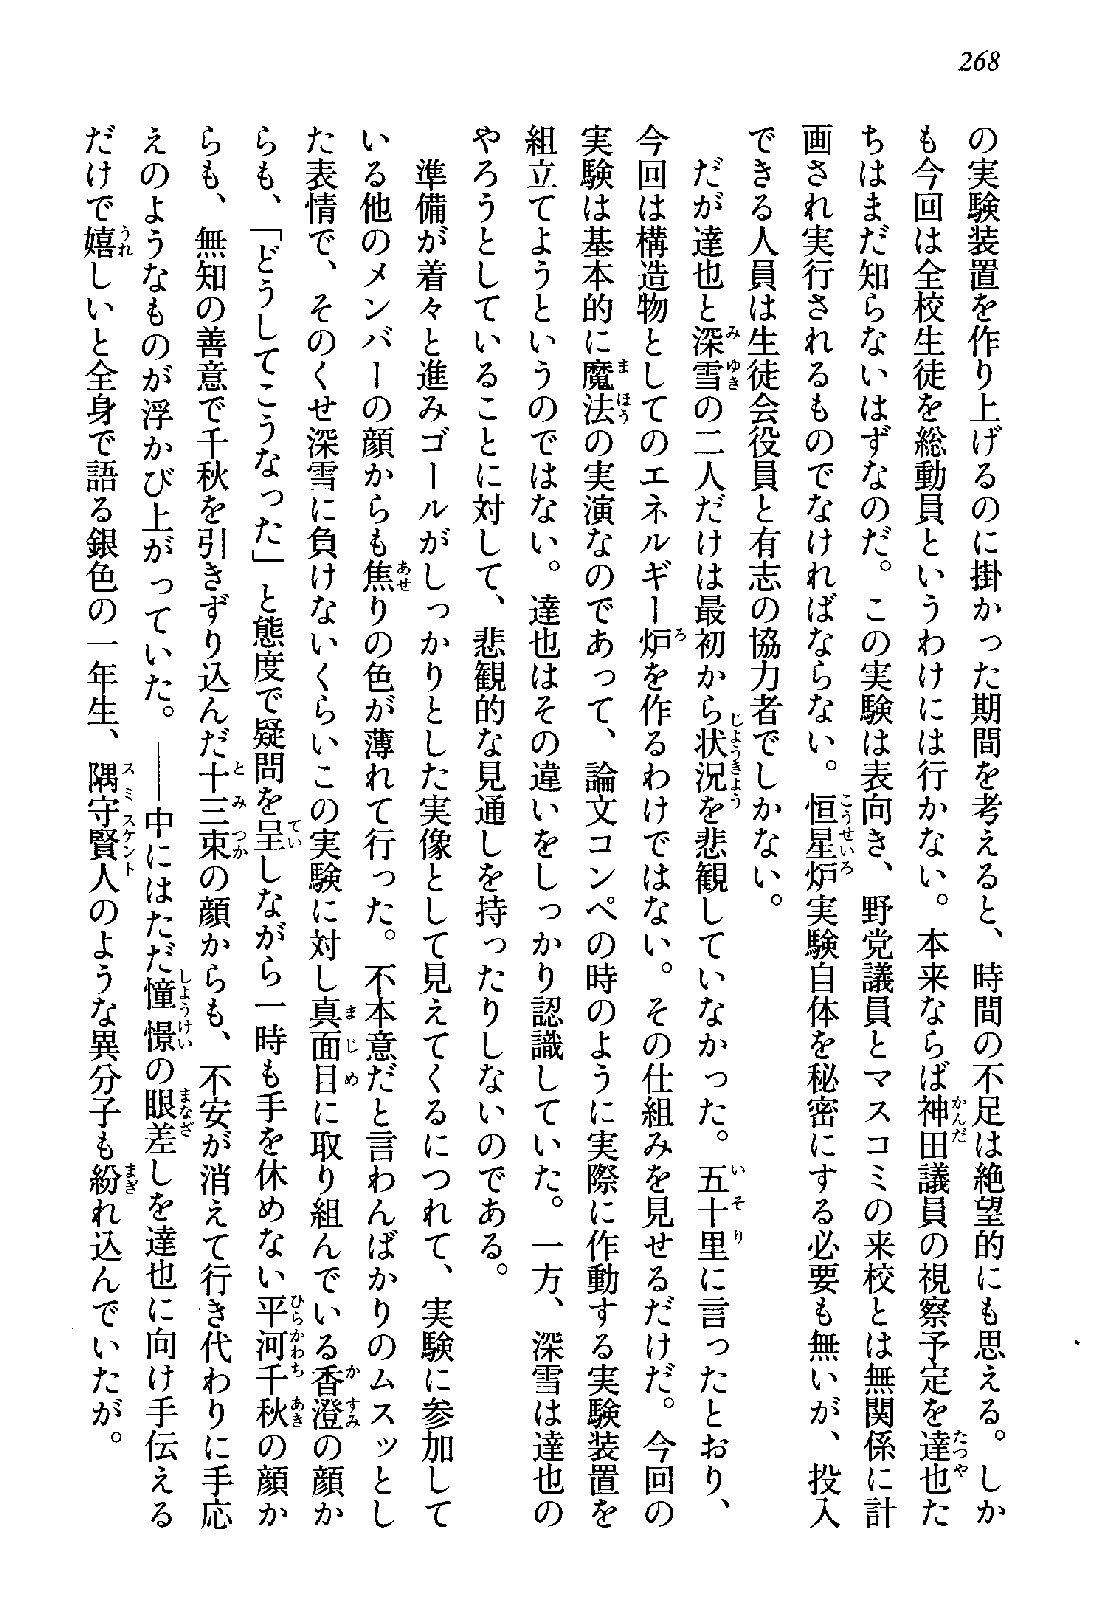 268
の実験装置を作り上げるのに掛かった期間を考えると、時間の不足は絶望的にも思える。しか
も今回は全校生徒を総動員というわけには行かない。本来ならば神田議員の視察予定を達也た
ちはまだ知らないはずなのだ。この実験は表向き、野党議員とマスコミの来校とは無関係に計
画され実行されるものでなければならない。恒星炉実験自体を秘密にする必要も無いが、投入
できる人員は生徒会役員と有志の協力者でしかない。
だが達也と深雪の二人だけは最初から状況を悲観していなかった。五十里に言ったとおり、
今回は構造物としてのエネルギー炉を作るわけではない。その仕組みを見せるだけだ。今回の
実験は基本的に魔法の実演なのであって、論文コンペの時のように実際に作動する実験装置を
組立てようというのではない。達也はその違いをしっかり認識していた。一方、深雪は達也の
やろうとしていることに対して、悲観的な見通しを持ったりしないのである。
準備が着々と進みゴールがしっかりとした実像として見えてくるにつれて、実験に参加して
いる他のメンバーの顔からも焦りの色が薄れて行った。不本意だと言わんばかりのムスッとし
た表情で、そのくせ深雪に負けないくらいこの実験に対し真面目に取り組んでいる香澄の顔か
らも、「どうしてこうなった」と態度で疑問を呈しながら一時も手を休めない平河千秋の顔か
らも、無知の善意で千秋を引きずり込んだ十三束の顔からも、不安が消えて行き代わりに手応
えのようなものが浮かび上がっていた。――中にはただ憧憬の眼差しを達也に向け手伝える
だけで嬉しいと全身で語る銀色の一年生、隅守賢人のような異分子も紛れ込んでいたが。